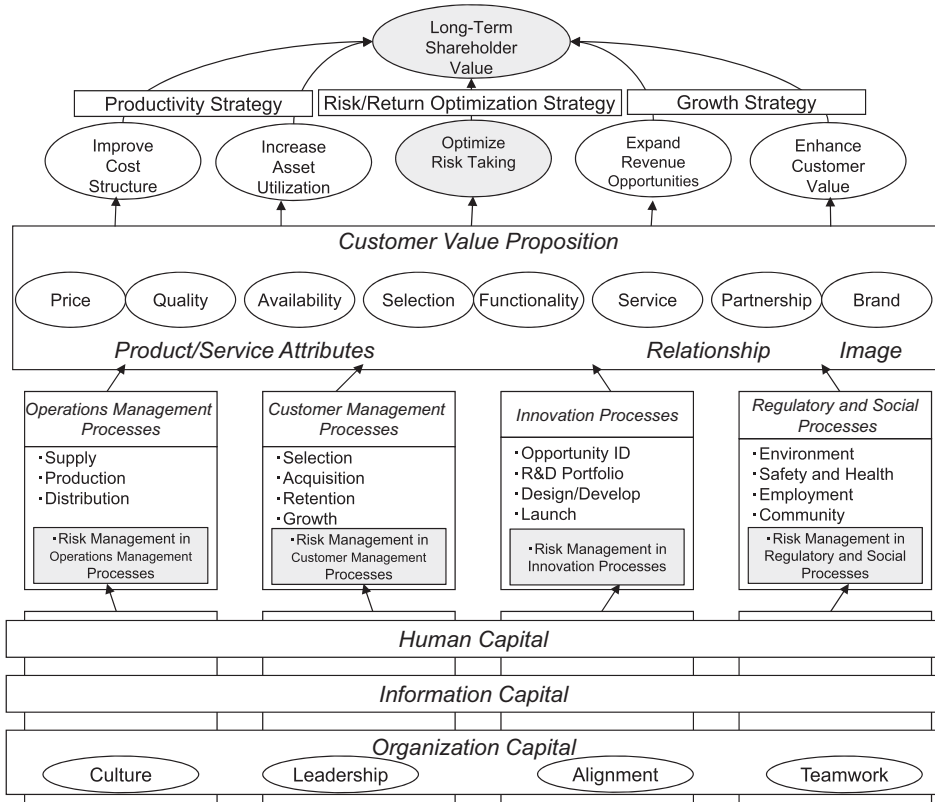 Long-Term
Shareholder
Value
Productivity Strategy
Risk/Return Optimization Strategy
Growth Strategy
Improve
Cost
Structure
Increase
Asset
Utilization
Optimize
Risk Taking
Expand
Revenue
Opportunities
Enhance
Customer
Value
Customer Value Proposition
Price
Quality
Availability
Selection
Functionality
Service
Partnership
Brand
Product/Service Attributes
Relationship
Image
Operations Management
Processes
· Supply
· Production
· Distribution
· Risk Management in
Operations Management
Processes
Customer Management
Processes
· Selection
· Acquisition
· Retention
· Growth
· Risk Management in
Customer Management
Processes
Innovation Processes
· Opportunity ID
· R&D Portfolio
· Design/Develop
· Launch
· Risk Management in
Innovation Processes
Regulatory and Social
Processes
· Environment
· Safety and Health
· Employment
· Community
· Risk Management in
Regulatory and Social
Processes
Human Capital
Information Capital
Organization Capital
Culture
Leadership
Alignment
Teamwork